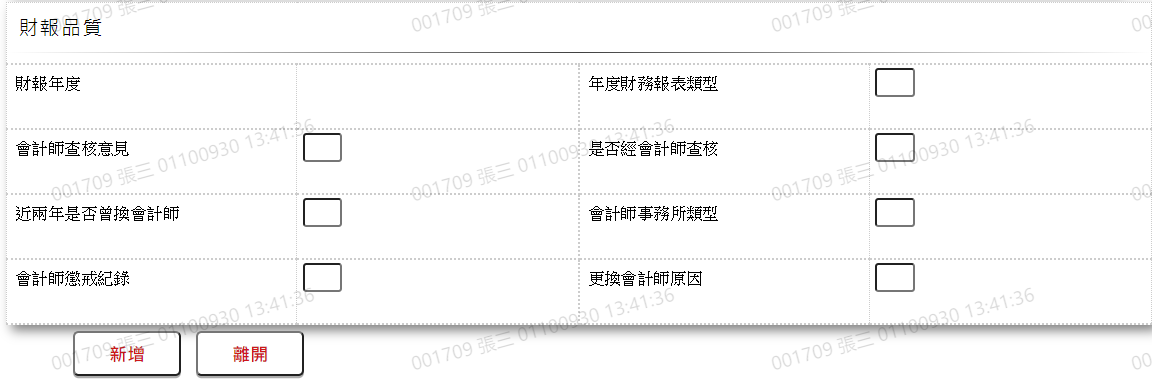 財報品質
財報年度 年度財務報表類型
會計師查核意見 是否經會計師查核
近兩年是否曾換會計師 會計師事務所類型
會計師懲戒紀錄 更換會計師原因
新增 離開
001709 張三 01100930 13:41:36